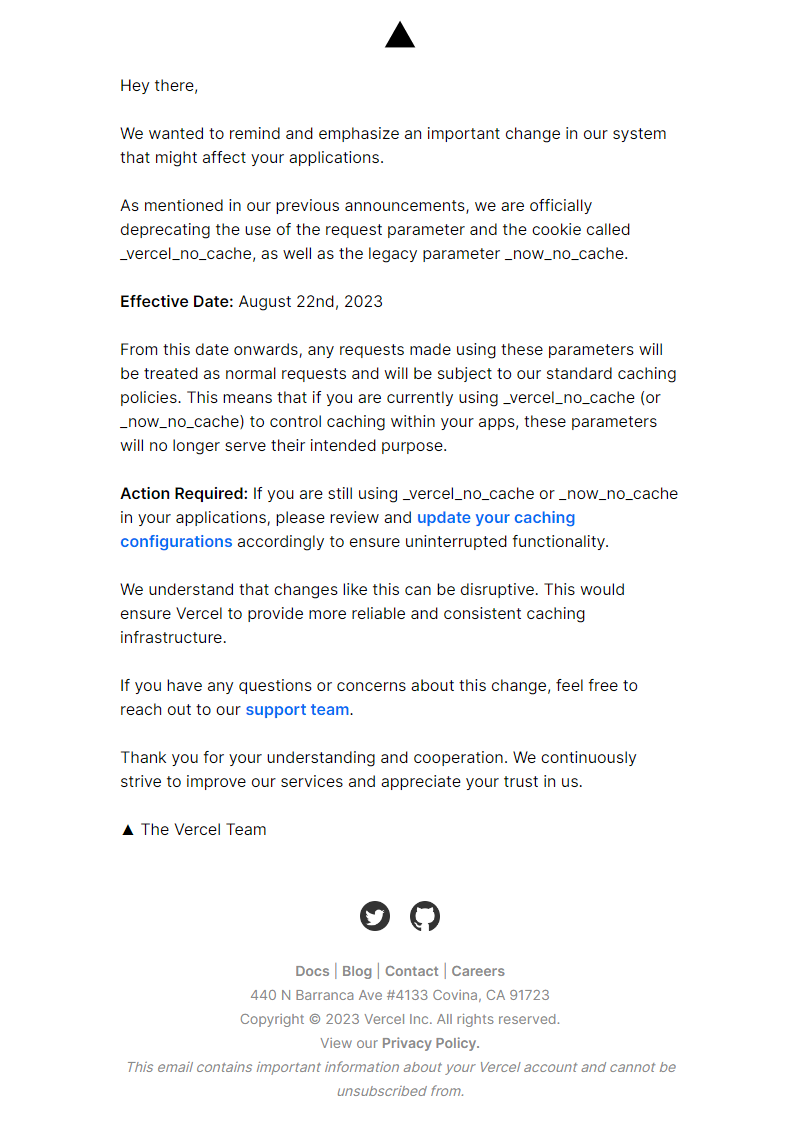 Hey there,
We wanted to remind and emphasize an important change in our system
that might affect your applications.
As mentioned in our previous announcements, we are officially
deprecating the use of the request parameter and the cookie called
_vercel_no_cache, as well as the legacy parameter _now_no_cache.
Effective Date: August 22nd, 2023
From this date onwards, any requests made using these parameters will
be treated as normal requests and will be subject to our standard caching
policies. This means that if you are currently using _vercel_no_cache (or
_now_no_cache) to control caching within your apps, these parameters
will no longer serve their intended purpose.
Action Required: If you are still using _vercel_no_cache or _now_no_cache
in your applications, please review and update your caching
configurations accordingly to ensure uninterrupted functionality.
We understand that changes like this can be disruptive. This would
ensure Vercel to provide more reliable and consistent caching
infrastructure.
If you have any questions or concerns about this change, feel free to
reach out to our support team.
Thank you for your understanding and cooperation. We continuously
strive to improve our services and appreciate your trust in us.
▲ The Vercel Team
Docs | Blog | Contact | Careers
440 N Barranca Ave #4133 Covina, CA 91723
Copyright © 2023 Vercel Inc. All rights reserved.
View our Privacy Policy.
This email contains important information about your Vercel account and cannot be
unsubscribed from.